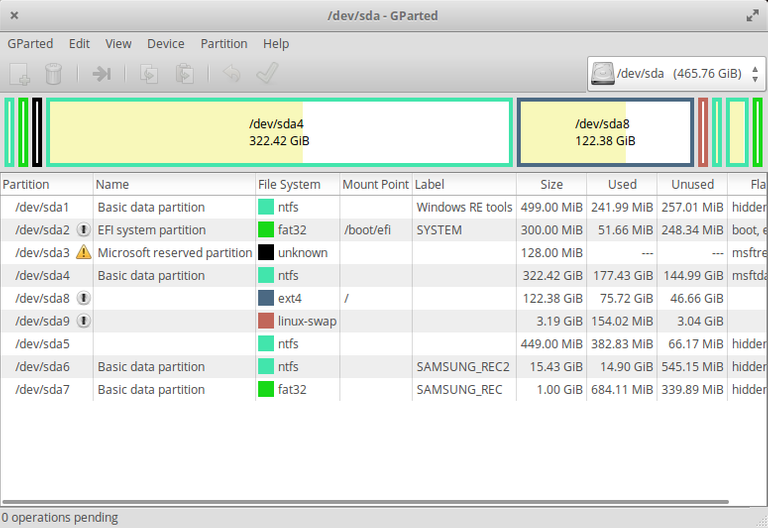 /dev/sda - GParted
GParted Edit View Device Partition Help
/dev/sda (465.76 GiB)
/dev/sda4
322.42 GiB
/dev/sda8
122.38 GiB
Partition Name File System Mount Point Label Size Used Unused Fla
/dev/sda1 Basic data partition ntfs Windows RE tools 499.00 MiB 241.99 MiB 257.01 MiB hidden
/dev/sda2 EFI system partition fat32 /boot/efi SYSTEM 300.00 MiB 51.66 MiB 248.34 MiB boot, e
/dev/sda3 Microsoft reserved partition unknown 128.00 MiB --- --- msftre
/dev/sda4 Basic data partition ntfs 322.42 GiB 177.43 GiB 144.99 GiB msftda
/dev/sda8 ext4 / 122.38 GiB 75.72 GiB 46.66 GiB
/dev/sda9 linux-swap 3.19 GiB 154.02 MiB 3.04 GiB
/dev/sda5 ntfs 449.00 MiB 382.83 MiB 66.17 MiB hidden
/dev/sda6 Basic data partition ntfs SAMSUNG_REC2 15.43 GiB 14.90 GiB 545.15 MiB hidden
/dev/sda7 Basic data partition fat32 SAMSUNG_REC 1.00 GiB 684.11 MiB 339.89 MiB hidden
0 operations pending